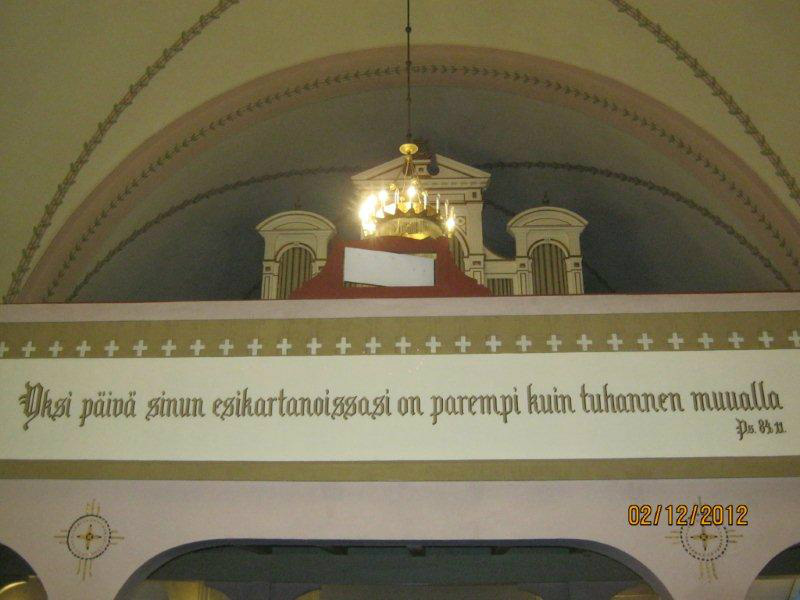 Yksi päivä sinun esikartanoissasi on parempi kuin tuhannen muualla
Ps. 84.11.
02/12/2012